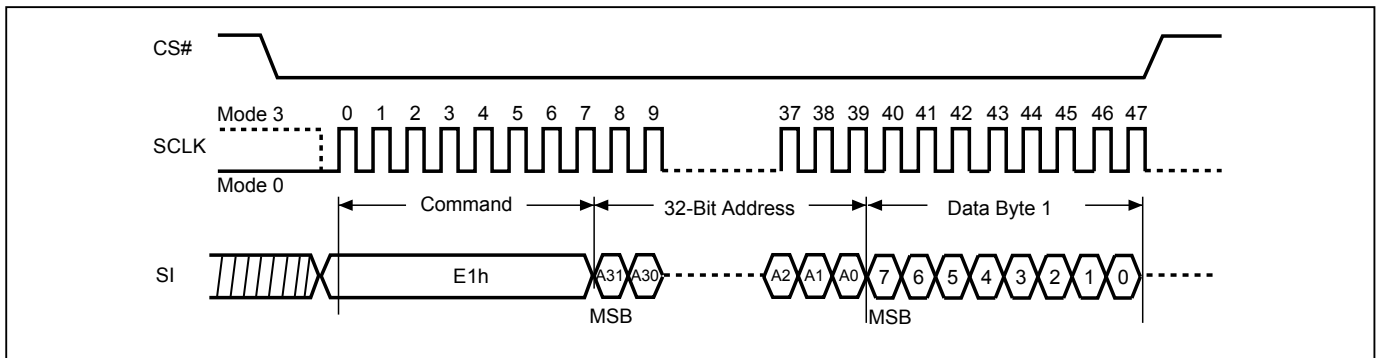 CS#
Mode 3 0 1 2 3 4 5 6 7 8 9 37 38 39 40 41 42 43 44 45 46 47
SCLK
Mode 0
Command 32-Bit Address Data Byte 1
SI E1h A31 A30 A2 A1 A0 7 6 5 4 3 2 1 0
MSB MSB